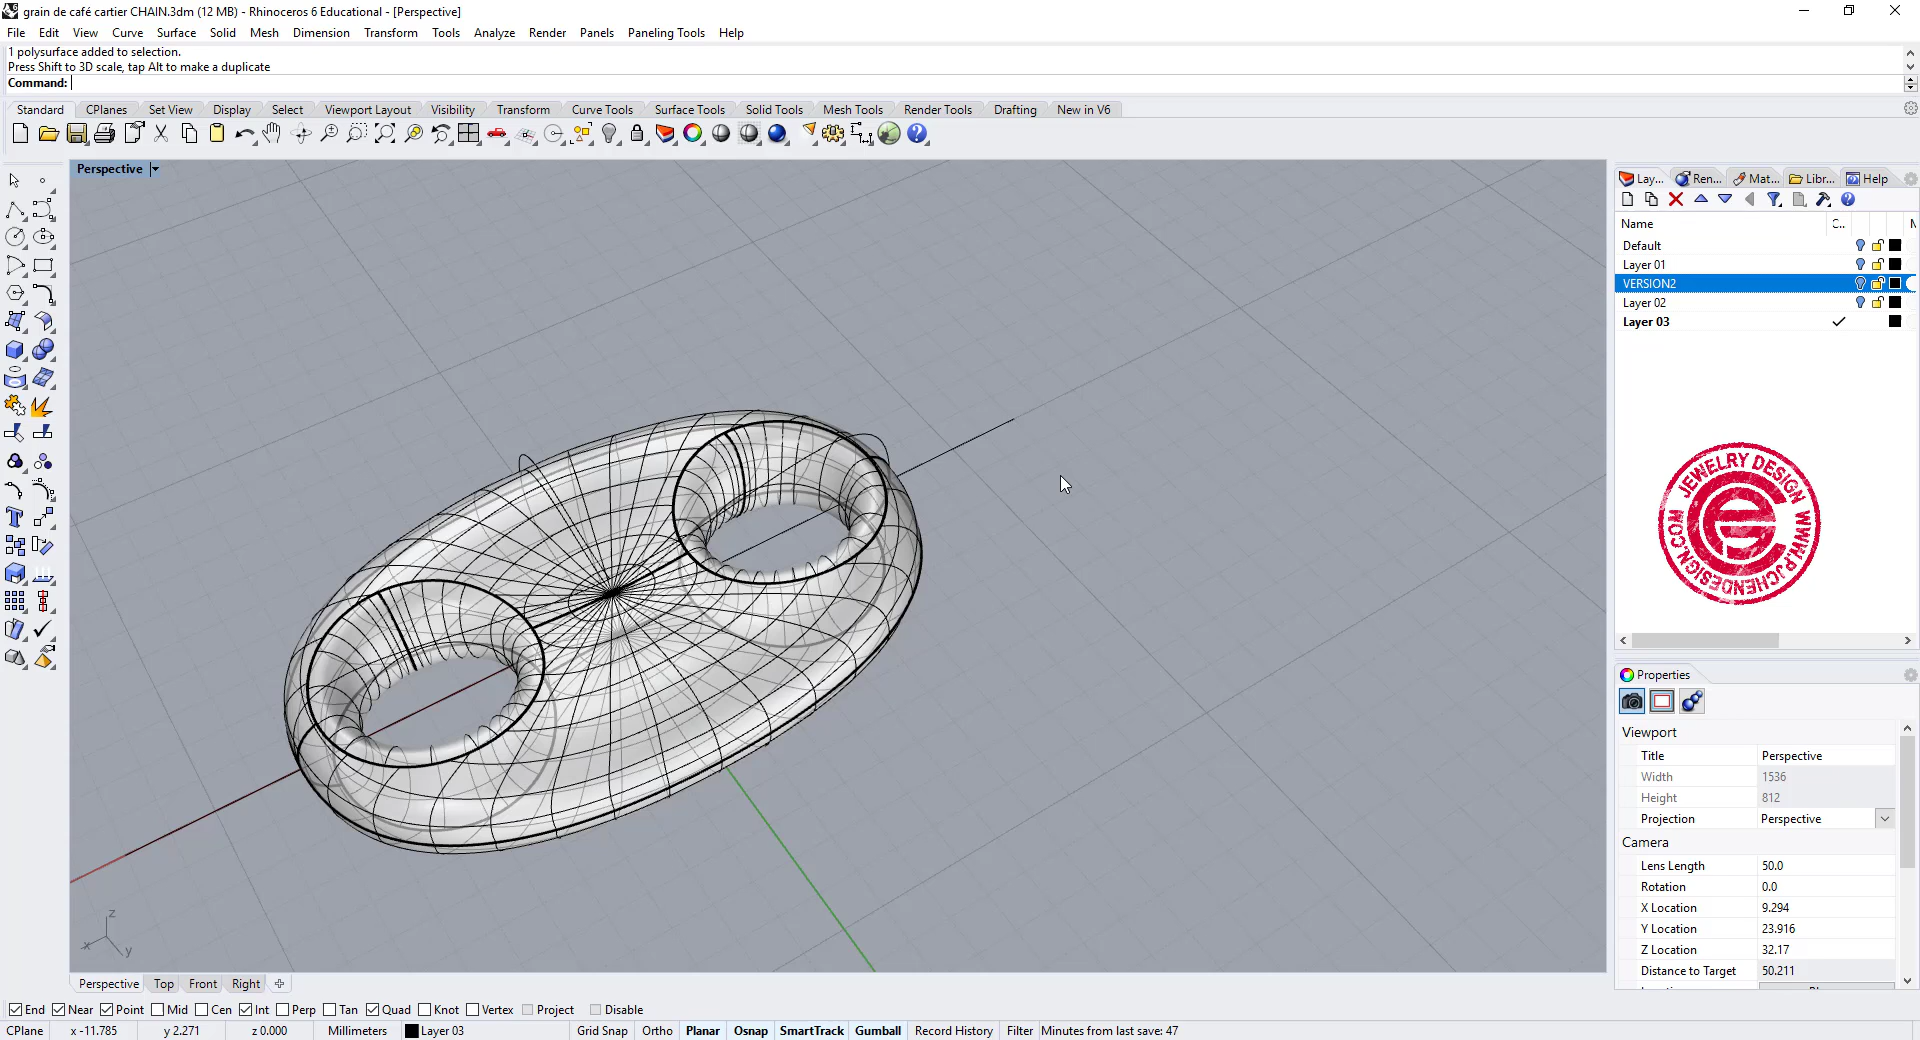 grain de café cartier CHAIN.3dm (12 MB) - Rhinoceros 6 Educational - [Perspective]
File Edit View Curve Surface Solid Mesh Dimension Transform Tools Analyze Render Panels Paneling Tools Help
1 polysurface added to selection.
Press Shift to 3D scale, tap Alt to make a duplicate
Command:
Standard CPlanes Set View Display Select Viewport Layout Visibility Transform Curve Tools Surface Tools Solid Tools Mesh Tools Render Tools Drafting New in V6
Perspective
Lay... Ren... Mat... Libr... Help
Name C.. M
Default
Layer 01
VERSION2
Layer 02
Layer 03
JEWELRY DESIGN
WWW.PJCHENDESIGN.COM
Properties
Viewport
Title Perspective
Width 1536
Height 812
Projection Perspective
Camera
Lens Length 50.0
Rotation 0.0
X Location 9.294
Y Location 23.916
Z Location 32.17
Distance to Target 50.211
z
x
y
Perspective Top Front Right
End Near Point Mid Cen Int Perp Tan Quad Knot Vertex Project Disable
CPlane x -11.785 y 2.271 z 0.000 Millimeters Layer 03 Grid Snap Ortho Planar Osnap SmartTrack Gumball Record History Filter Minutes from last save: 47